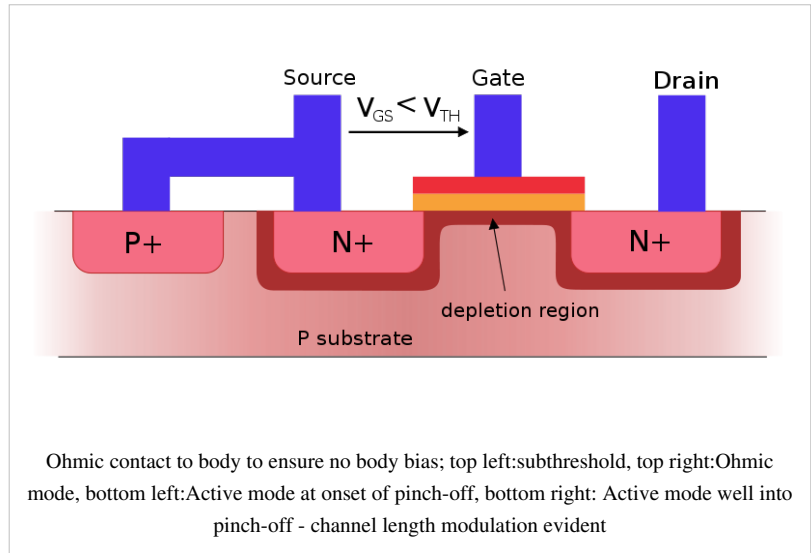 Source
Gate
Drain
VGS < VTH
P+
N+
N+
depletion region
P substrate
Ohmic contact to body to ensure no body bias; top left:subthreshold, top right:Ohmic
mode, bottom left:Active mode at onset of pinch-off, bottom right: Active mode well into
pinch-off - channel length modulation evident